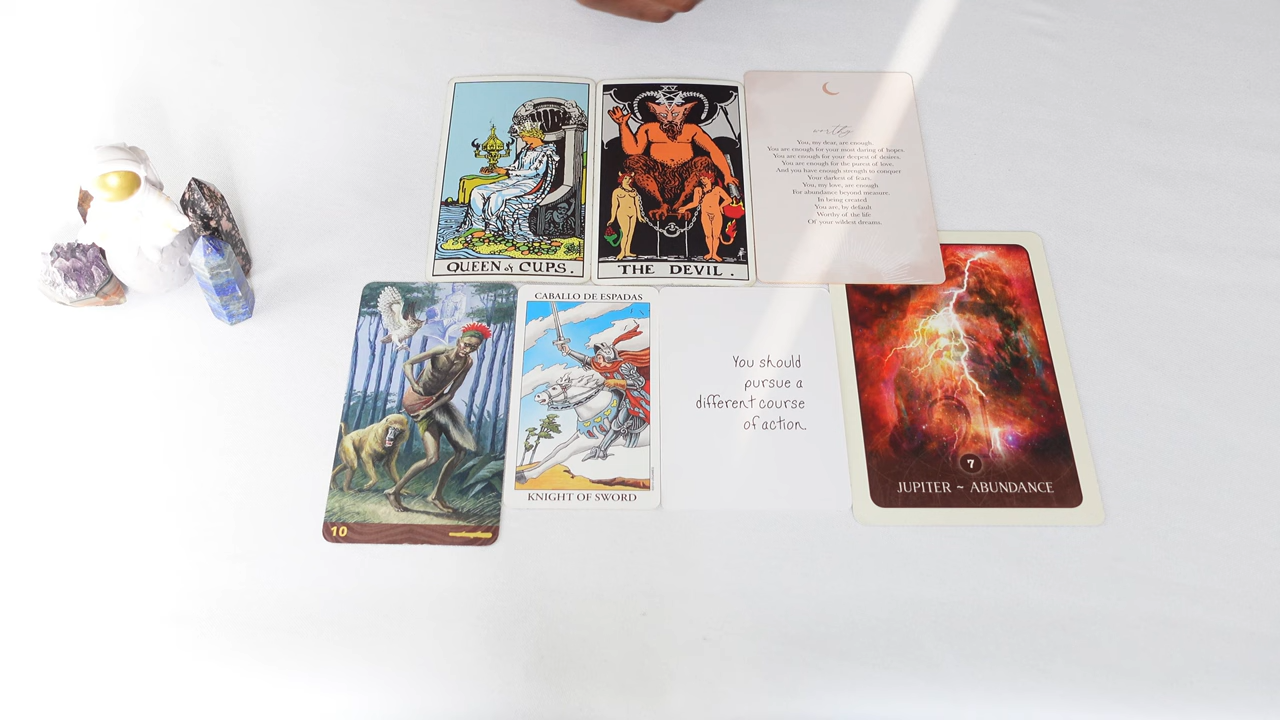 QUEEN of CUPS.
XV
THE DEVIL.
worthy
You, my dear, are enough.
You are enough for your most daring of hopes.
You are enough for your deepest of desires.
You are enough for the purest of love.
And you have enough strength to conquer
Your darkest of fears.
You, my love, are enough
For abundance beyond measure.
In being created
You are, by default
Worthy of the life
Of your wildest dreams.
10
CABALLO DE ESPADAS
KNIGHT OF SWORD
You should
pursue a
different course
of action.
7
JUPITER ~ ABUNDANCE